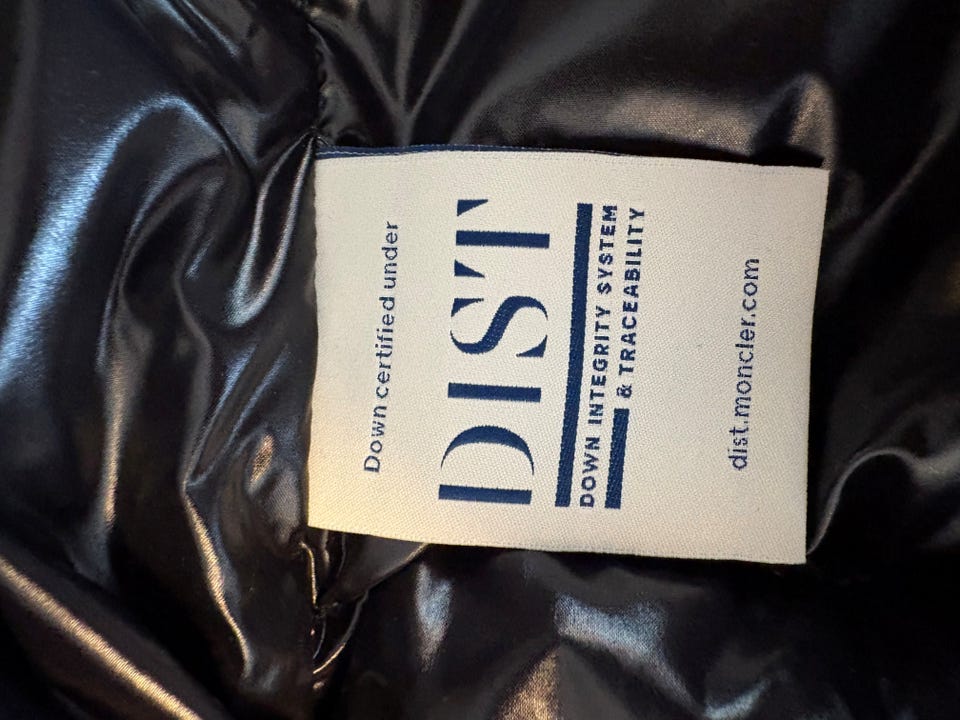 Down certified under
DIST
DOWN INTEGRITY SYSTEM
& TRACEABILITY
dist.moncler.com